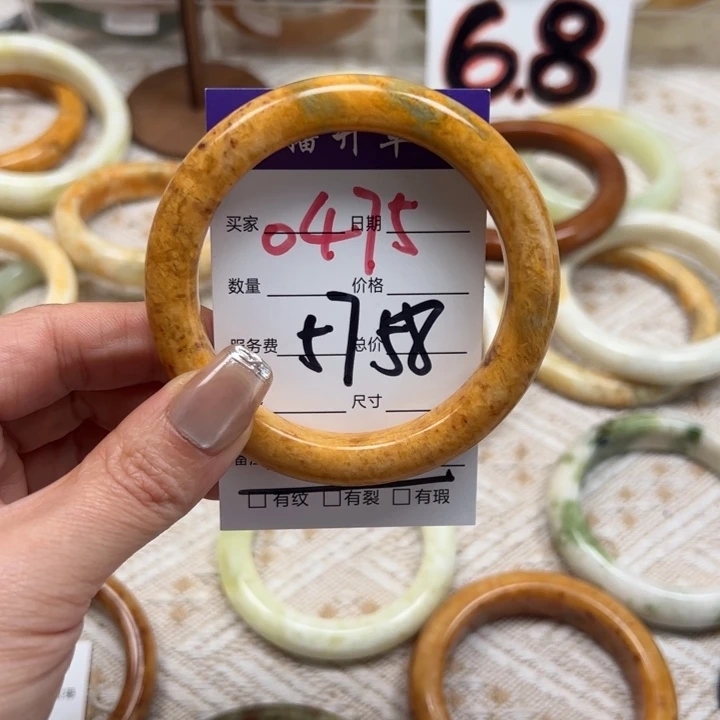 6.8
买家 0475 日期
数量 价格
服务费 5758 总价
尺寸
□ 有纹 □ 有裂 □ 有瑕